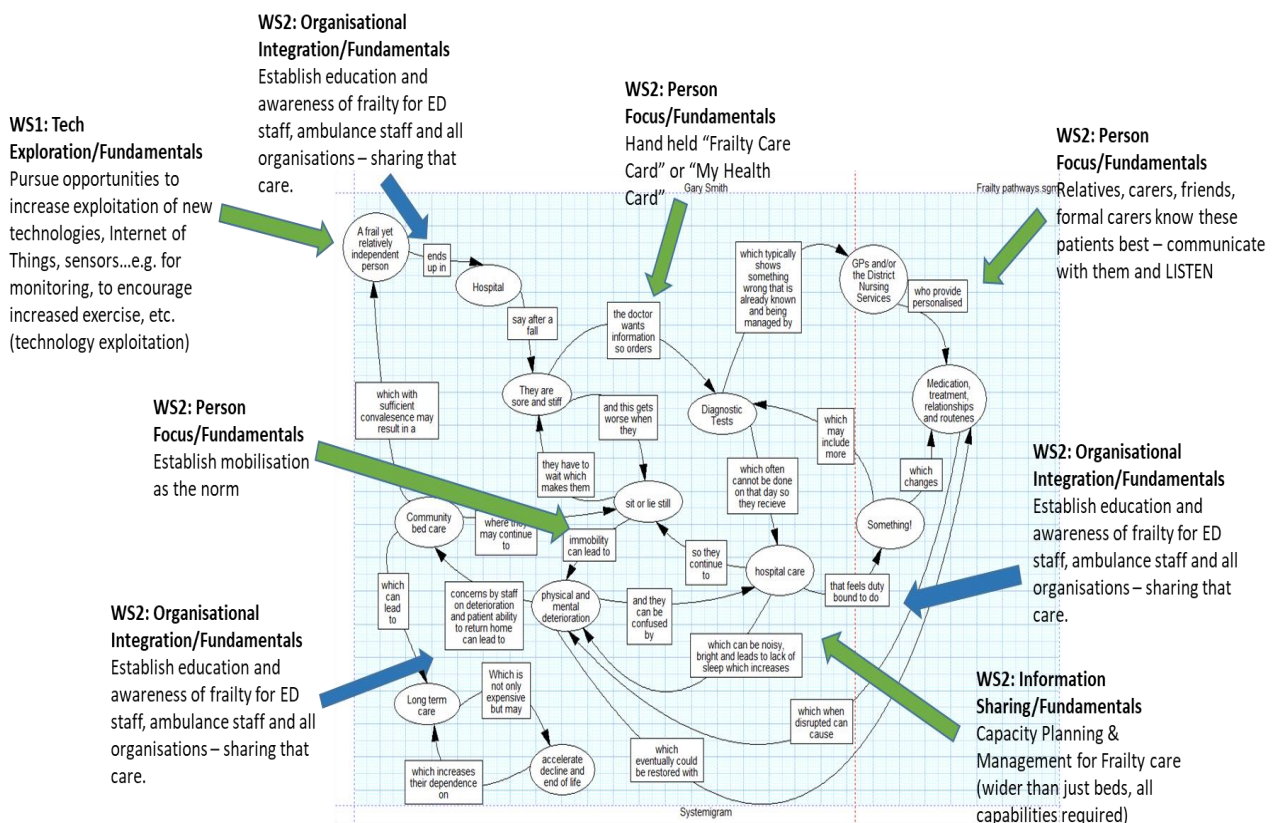 WS2: Organisational
Integration/Fundamentals
Establish education and
awareness of frailty for ED
staff, ambulance staff and all
organisations – sharing that
care.
WS1: Tech
Exploration/Fundamentals
Pursue opportunities to
increase exploitation of new
technologies, Internet of
Things, sensors...e.g. for
monitoring, to encourage
increased exercise, etc.
(technology exploitation)
WS2: Person
Focus/Fundamentals
Hand held "Frailty Care
Card" or "My Health
Card"
WS2: Person
Focus/Fundamentals
Relatives, carers, friends,
formal carers know these
patients best – communicate
with them and LISTEN
Gary Smith
Frailty pathways.sgm
A frail yet
relatively
independent
person
ends
up in
Hospital
say after a
fall
the doctor
wants
information
so orders
which typically
shows
something
wrong that is
already known
and being
managed by
GPs and/or
the District
Nursing
Services
who provide
personalised
They are
sore and stiff
and this gets
worse when
they
Diagnostic
Tests
Medication,
treatment,
relationships
and routenes
which with
sufficient
convalesence may
result in a
which
may
include
more
they have to
wait which
makes them
sit or lie still
which often
cannot be done
on that day so
they recieve
which
changes
Something!
WS2: Person
Focus/Fundamentals
Establish mobilisation
as the norm
Community
bed care
where they
may continue
to
immobility
can lead to
so they
continue
to
hospital care
that feels duty
bound to do
which
can
lead
to
concerns by staff
on deterioration
and patient ability
to return home
can lead to
physical and
mental
deterioration
and they
can be
confused
by
which can be noisy,
bright and leads to lack of
sleep which increases
WS2: Organisational
Integration/Fundamentals
Establish education and
awareness of frailty for ED
staff, ambulance staff and all
organisations – sharing that
care.
WS2: Organisational
Integration/Fundamentals
Establish education and
awareness of frailty for ED
staff, ambulance staff and all
organisations – sharing that
care.
Long term
care
Which is
not only
expensive
but may
which when
disrupted can
cause
which
eventually could
be restored with
accelerate
decline and
end of life
which increases
their dependence
on
WS2: Information
Sharing/Fundamentals
Capacity Planning &
Management for Frailty care
(wider than just beds, all
capabilities required)
Systemigram